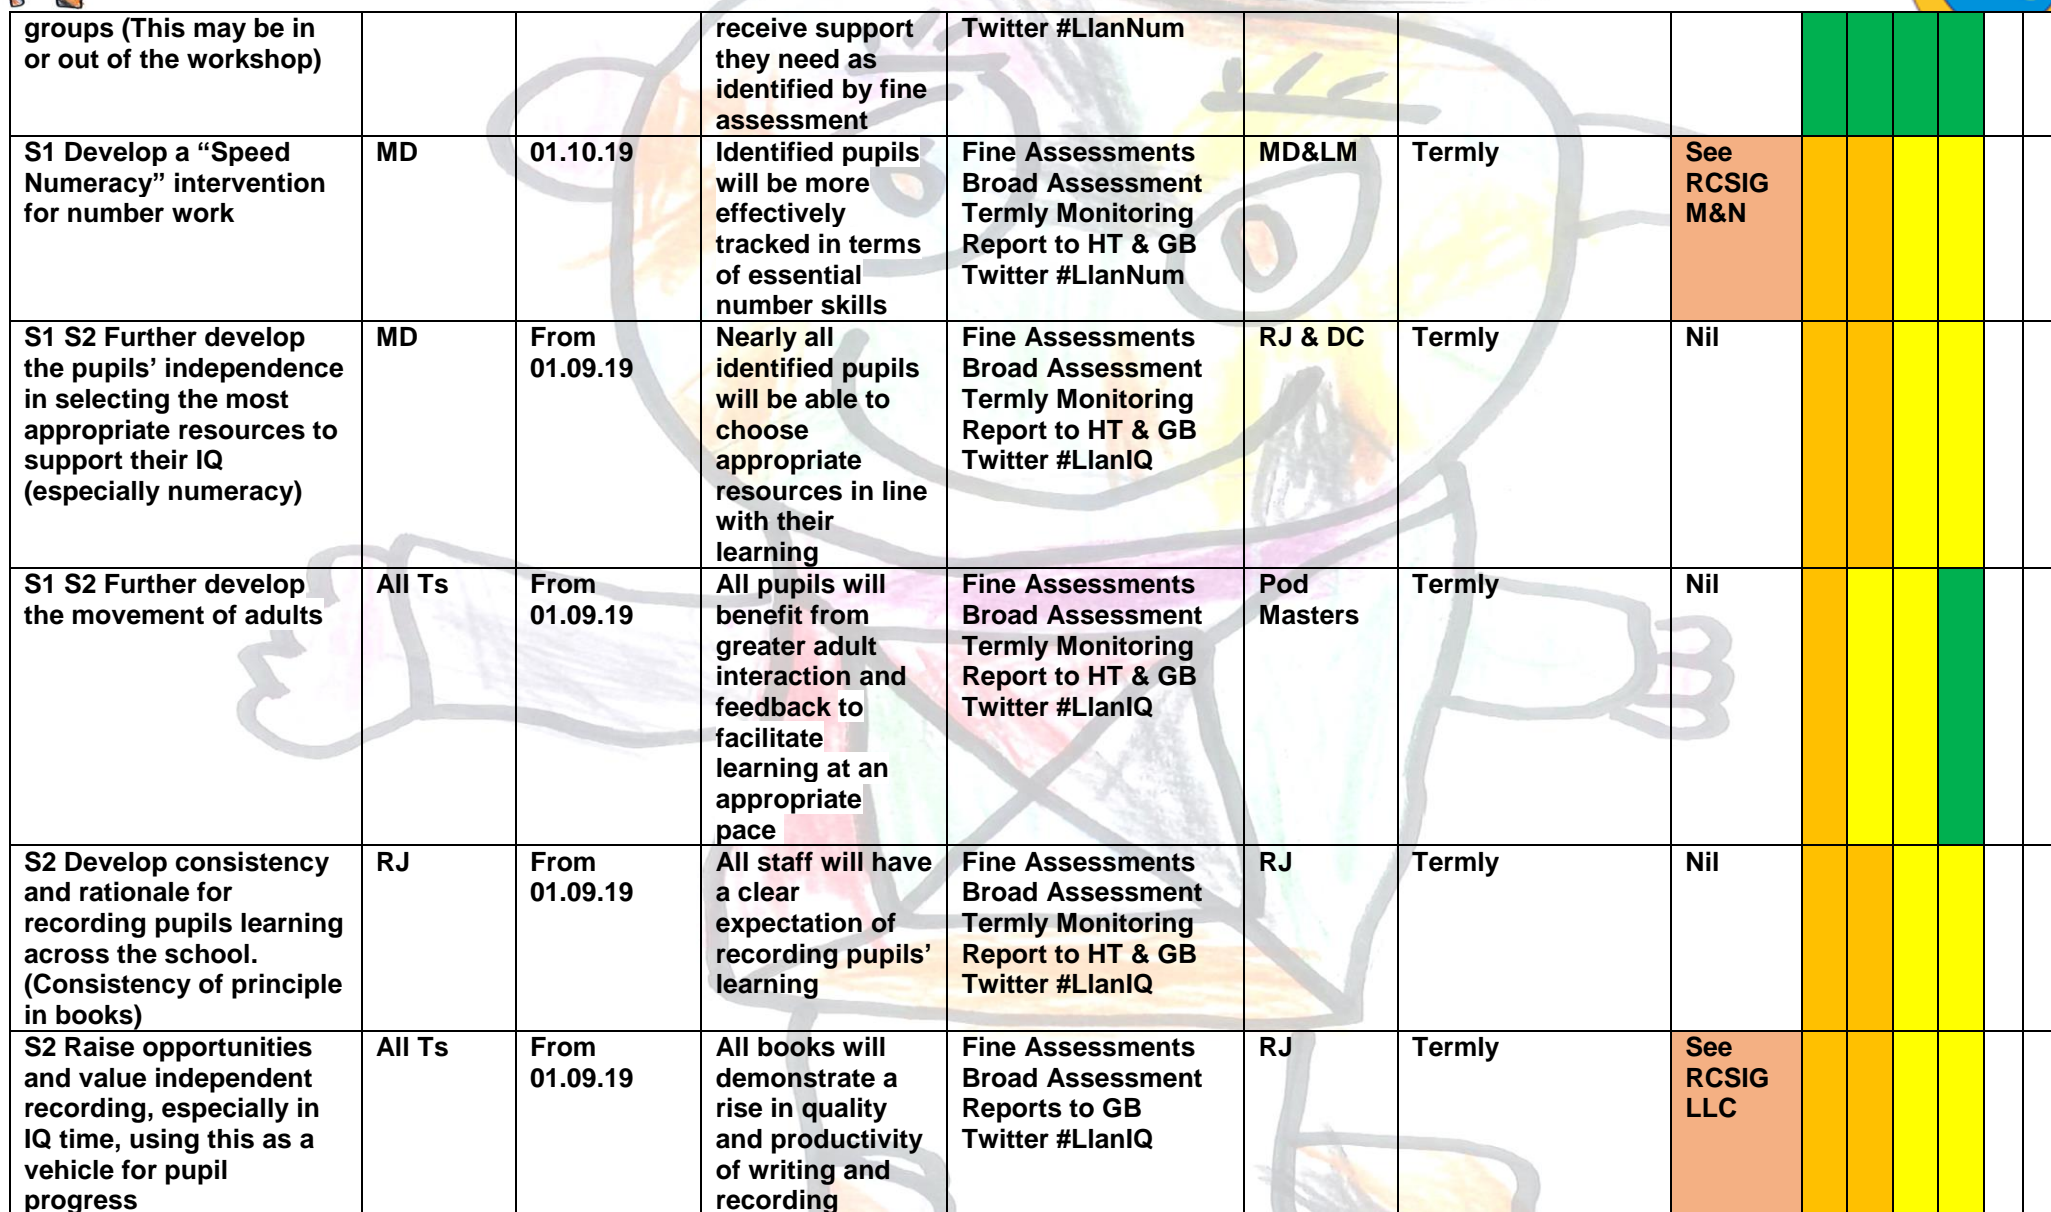 groups (This may be in
or out of the workshop)
receive support
they need as
identified by fine
assessment
Twitter #LlanNum
S1 Develop a “Speed
Numeracy” intervention
for number work
MD
01.10.19
Identified pupils
will be more
effectively
tracked in terms
of essential
number skills
Fine Assessments
Broad Assessment
Termly Monitoring
Report to HT & GB
Twitter #LlanNum
MD&LM
Termly
See
RCSIG
M&N
S1 S2 Further develop
the pupils’ independence
in selecting the most
appropriate resources to
support their IQ
(especially numeracy)
MD
From
01.09.19
Nearly all
identified pupils
will be able to
choose
appropriate
resources in line
with their
learning
Fine Assessments
Broad Assessment
Termly Monitoring
Report to HT & GB
Twitter #LlanIQ
RJ & DC
Termly
Nil
S1 S2 Further develop
the movement of adults
All Ts
From
01.09.19
All pupils will
benefit from
greater adult
interaction and
feedback to
facilitate
learning at an
appropriate
pace
Fine Assessments
Broad Assessment
Termly Monitoring
Report to HT & GB
Twitter #LlanIQ
Pod
Masters
Termly
Nil
S2 Develop consistency
and rationale for
recording pupils learning
across the school.
(Consistency of principle
in books)
RJ
From
01.09.19
All staff will have
a clear
expectation of
recording pupils’
learning
Fine Assessments
Broad Assessment
Termly Monitoring
Report to HT & GB
Twitter #LlanIQ
RJ
Termly
Nil
S2 Raise opportunities
and value independent
recording, especially in
IQ time, using this as a
vehicle for pupil
progress
All Ts
From
01.09.19
All books will
demonstrate a
rise in quality
and productivity
of writing and
recording
Fine Assessments
Broad Assessment
Reports to GB
Twitter #LlanIQ
RJ
Termly
See
RCSIG
LLC